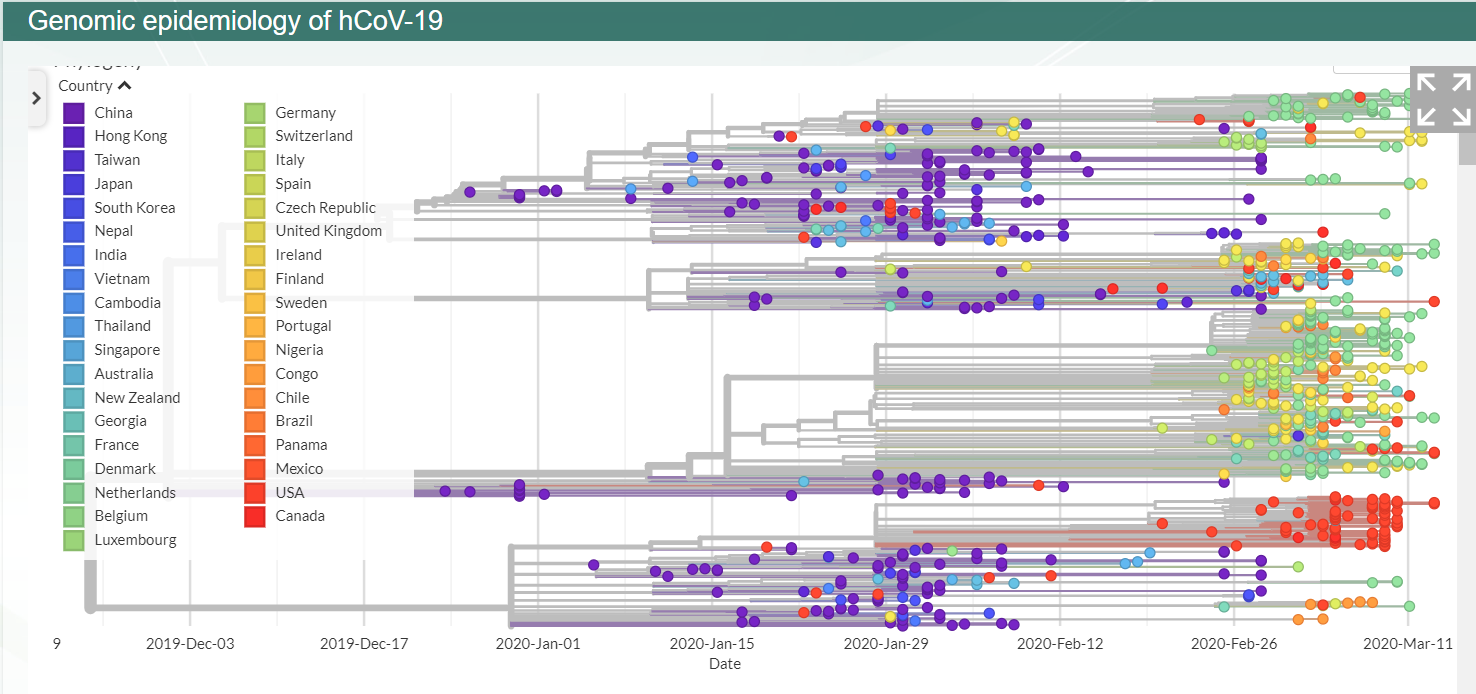 Genomic epidemiology of hCoV-19
Phylogeny
Country
China
Hong Kong
Taiwan
Japan
South Korea
Nepal
India
Vietnam
Cambodia
Thailand
Singapore
Australia
New Zealand
Georgia
France
Denmark
Netherlands
Belgium
Luxembourg
Germany
Switzerland
Italy
Spain
Czech Republic
United Kingdom
Ireland
Finland
Sweden
Portugal
Nigeria
Congo
Chile
Brazil
Panama
Mexico
USA
Canada
9 2019-Dec-03 2019-Dec-17 2020-Jan-01 2020-Jan-15 2020-Jan-29 2020-Feb-12 2020-Feb-26 2020-Mar-11
Date